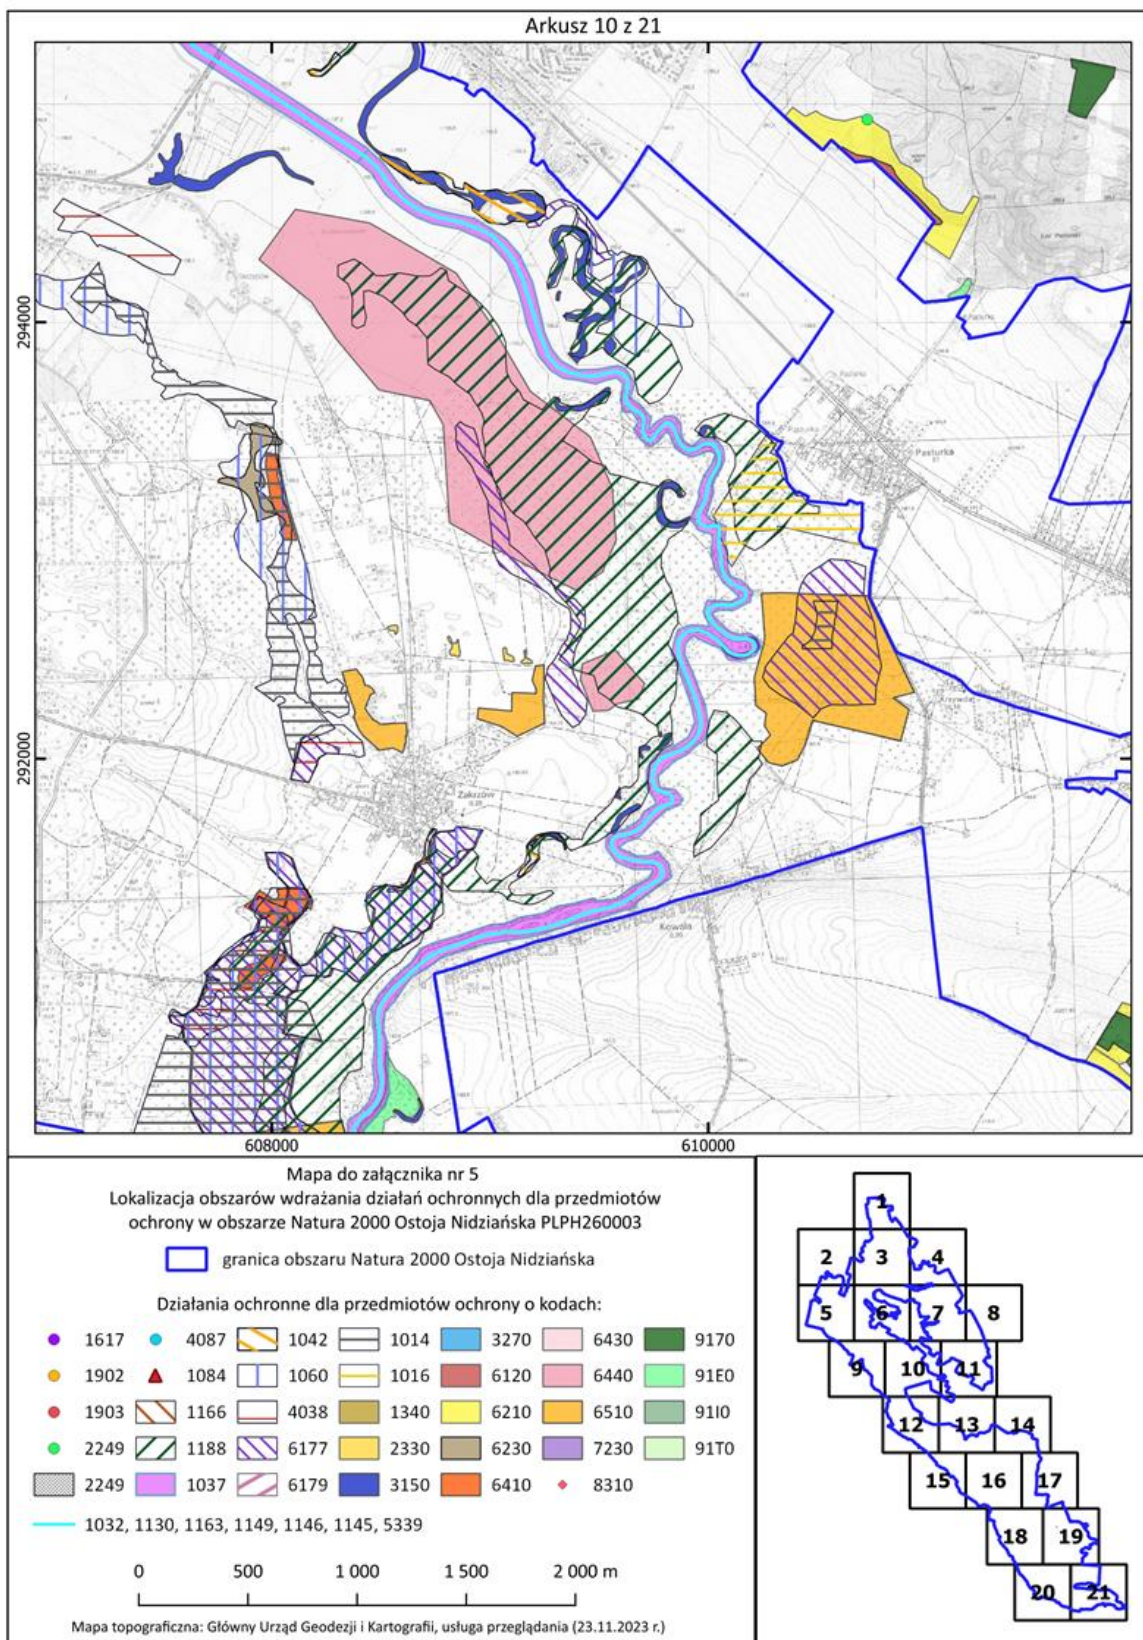 Arkusz 10 z 21
294000
292000
608000
610000
Pasturka
Pasturka
Zakrzów
Kowala
Mapa do załącznika nr 5
Lokalizacja obszarów wdrażania działań ochronnych dla przedmiotów
ochrony w obszarze Natura 2000 Ostoja Nidziańska PLPH260003
granica obszaru Natura 2000 Ostoja Nidziańska
Działania ochronne dla przedmiotów ochrony o kodach:
1617 4087 1042 1014 3270 6430 9170
1902 1084 1060 1016 6120 6440 91E0
1903 1166 4038 1340 6210 6510 91I0
2249 1188 6177 2330 6230 7230 91T0
2249 1037 6179 3150 6410 8310
1032, 1130, 1163, 1149, 1146, 1145, 5339
0 500 1 000 1 500 2 000 m
Mapa topograficzna: Główny Urząd Geodezji i Kartografii, usługa przeglądania (23.11.2023 r.)
1
2 3 4
5 6 7 8
9 10 11
12 13 14
15 16 17
18 19
20 21